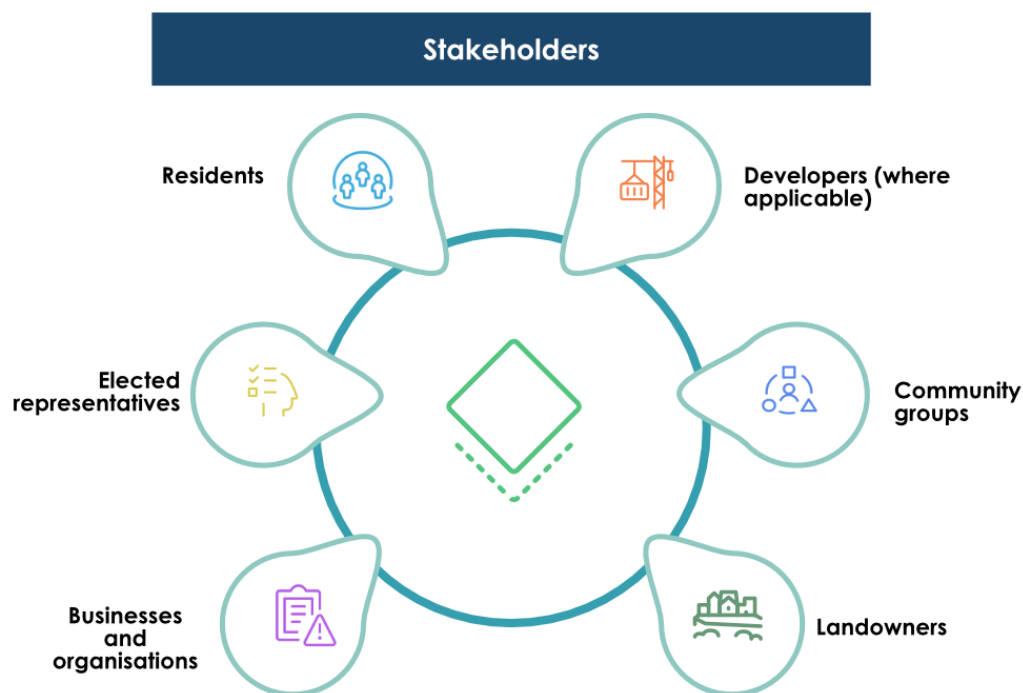 Stakeholders
Residents
Developers (where
applicable)
Elected
representatives
Community
groups
Businesses
and
organisations
Landowners